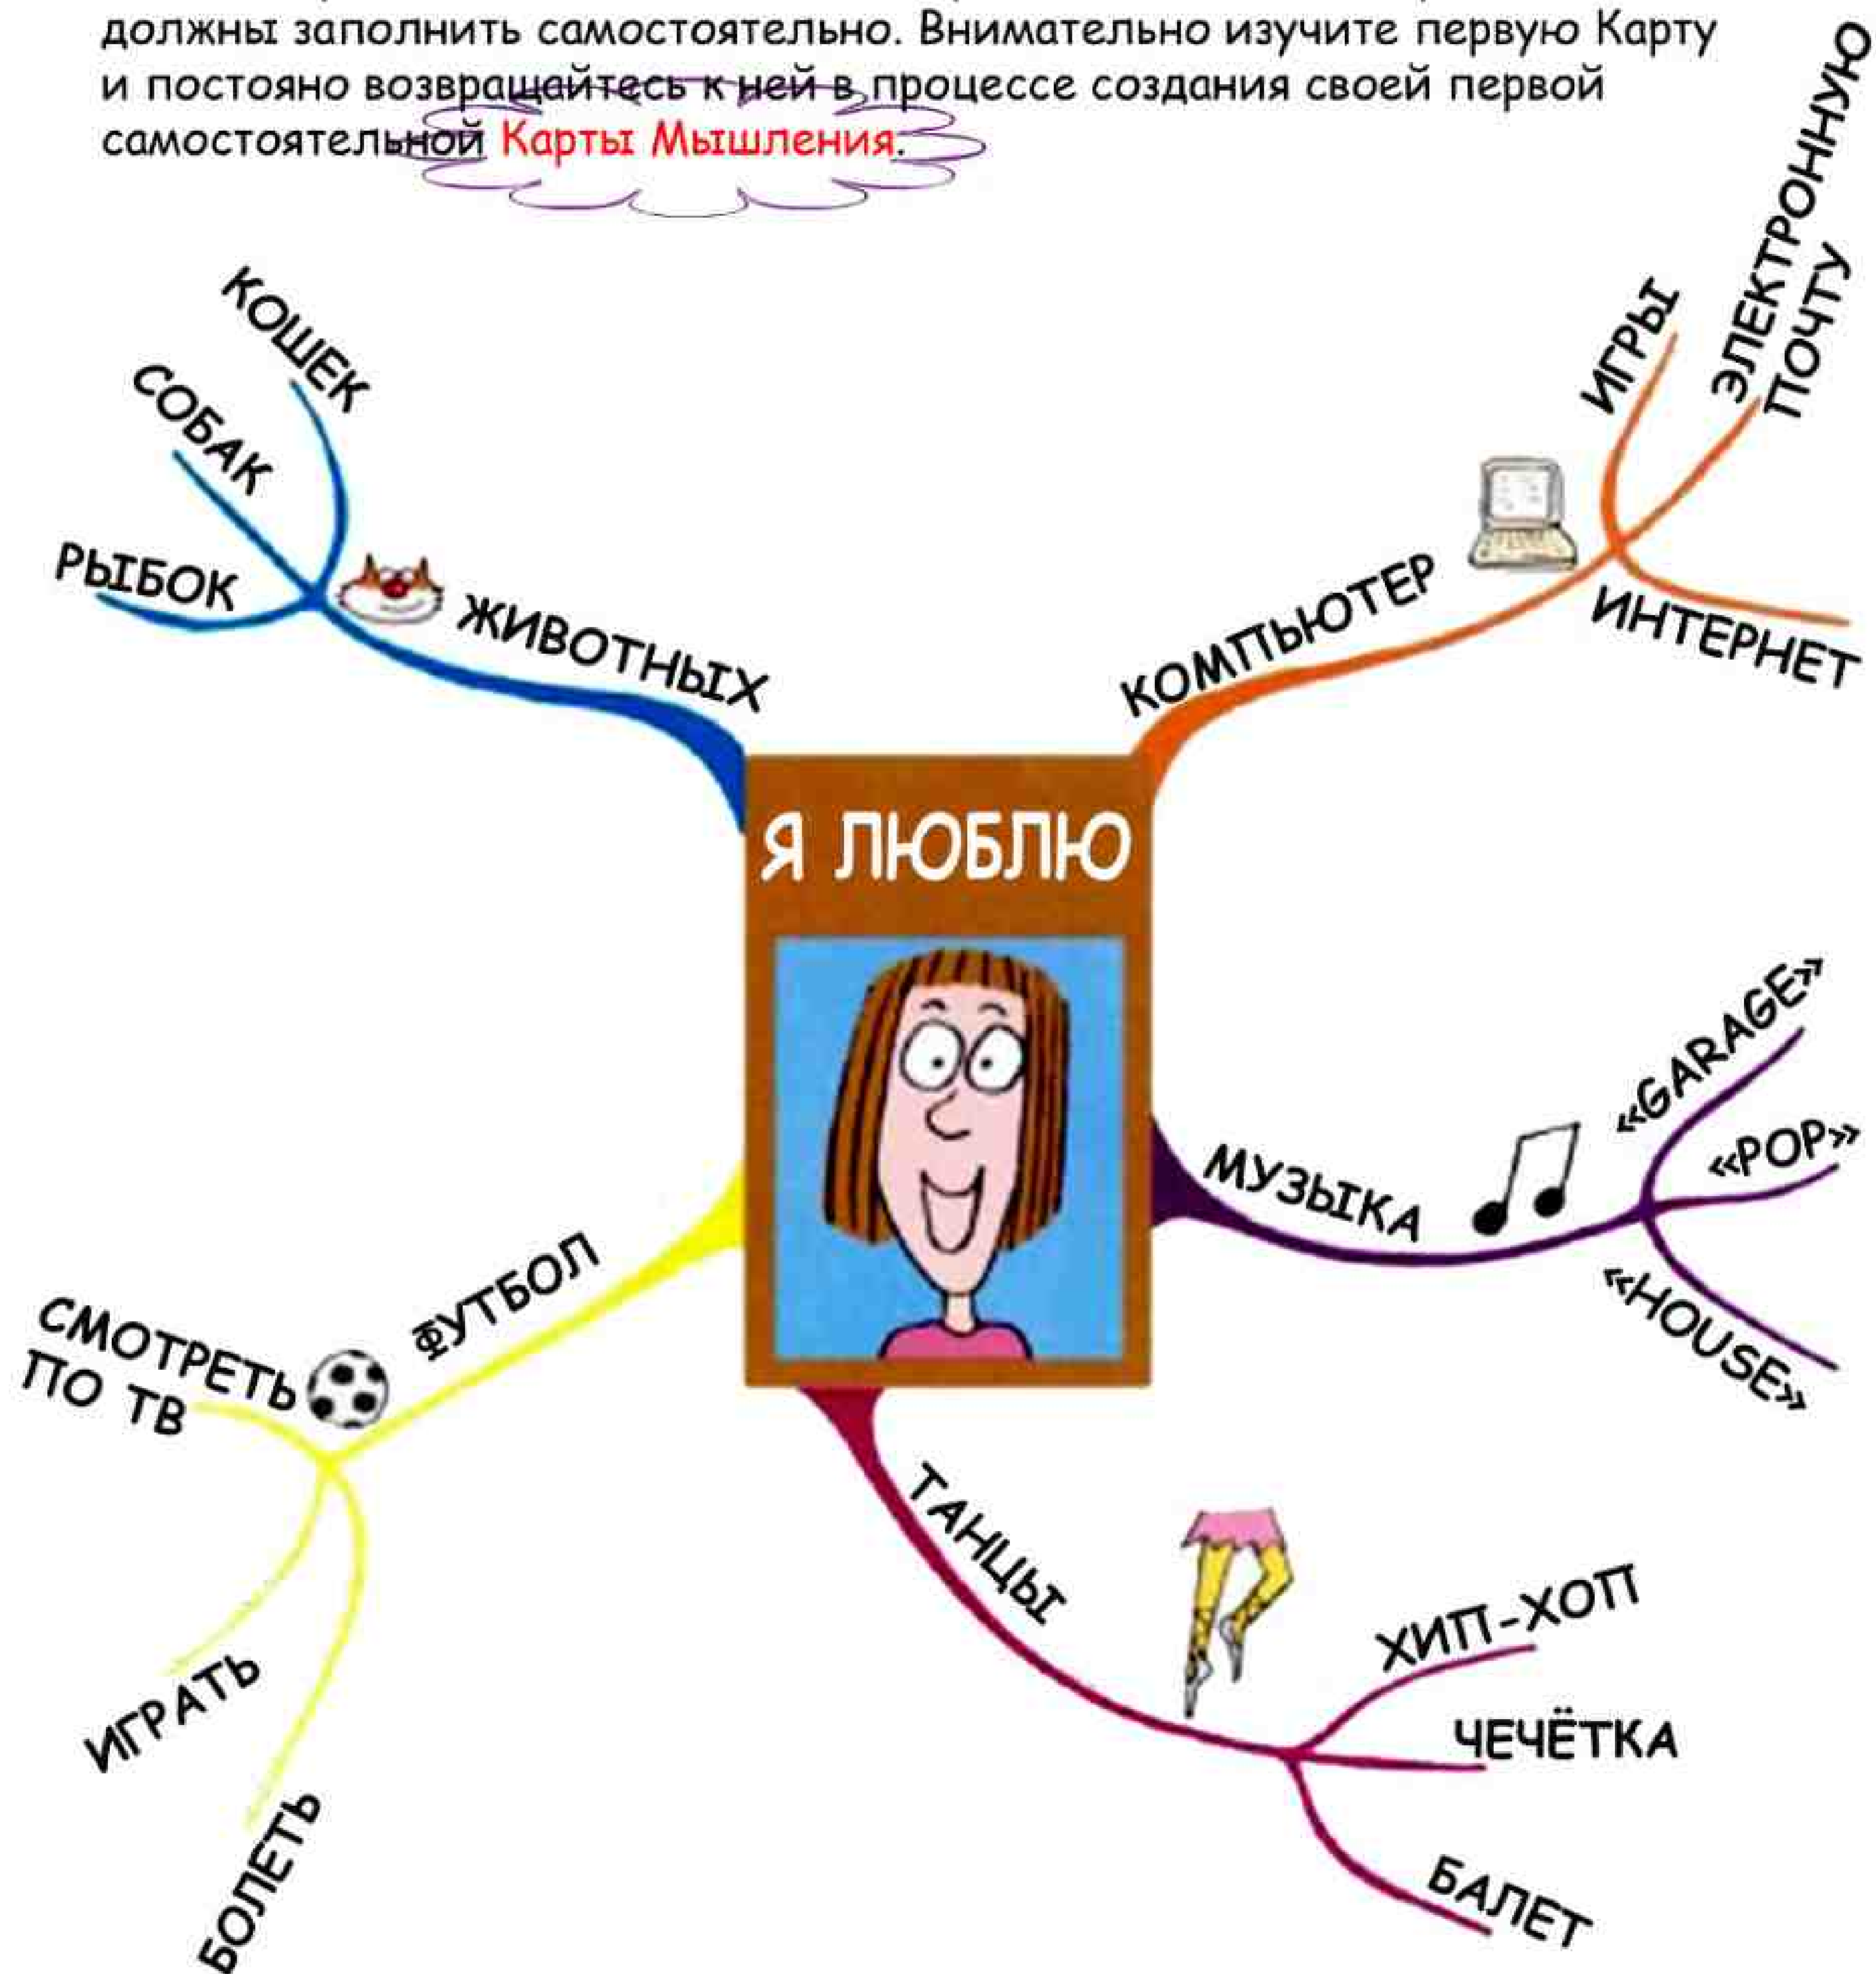 должны заполнить самостоятельно. Внимательно изучите первую Карту
и постояно возвращайтесь к ней в процессе создания своей первой
самостоятельной Карты Мышления.
КОШЕК
СОБАК
РЫБОК
ЖИВОТНЫХ
ИГРЫ
ЭЛЕКТРОННУЮ
ПОЧТУ
КОМПЬЮТЕР
ИНТЕРНЕТ
Я ЛЮБЛЮ
«GARAGE»
«POP»
МУЗЫКА
«HOUSE»
ФУТБОЛ
СМОТРЕТЬ
ПО ТВ
ИГРАТЬ
БОЛЕТЬ
ТАНЦЫ
ХИП-ХОП
ЧЕЧЁТКА
БАЛЕТ